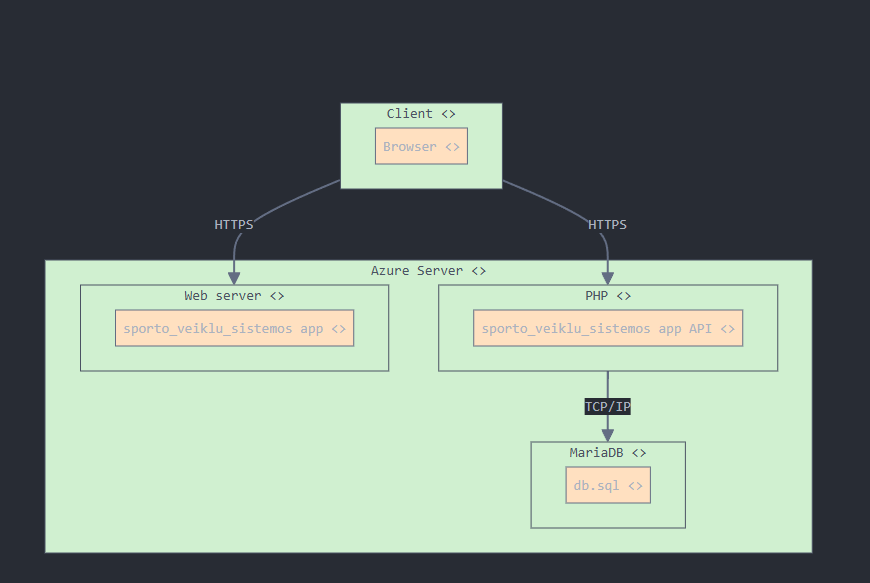 Client <>
Browser <>
HTTPS
HTTPS
Azure Server <>
Web server <>
PHP <>
sporto_veiklu_sistemos app <>
sporto_veiklu_sistemos app API <>
TCP/IP
MariaDB <>
db.sql <>